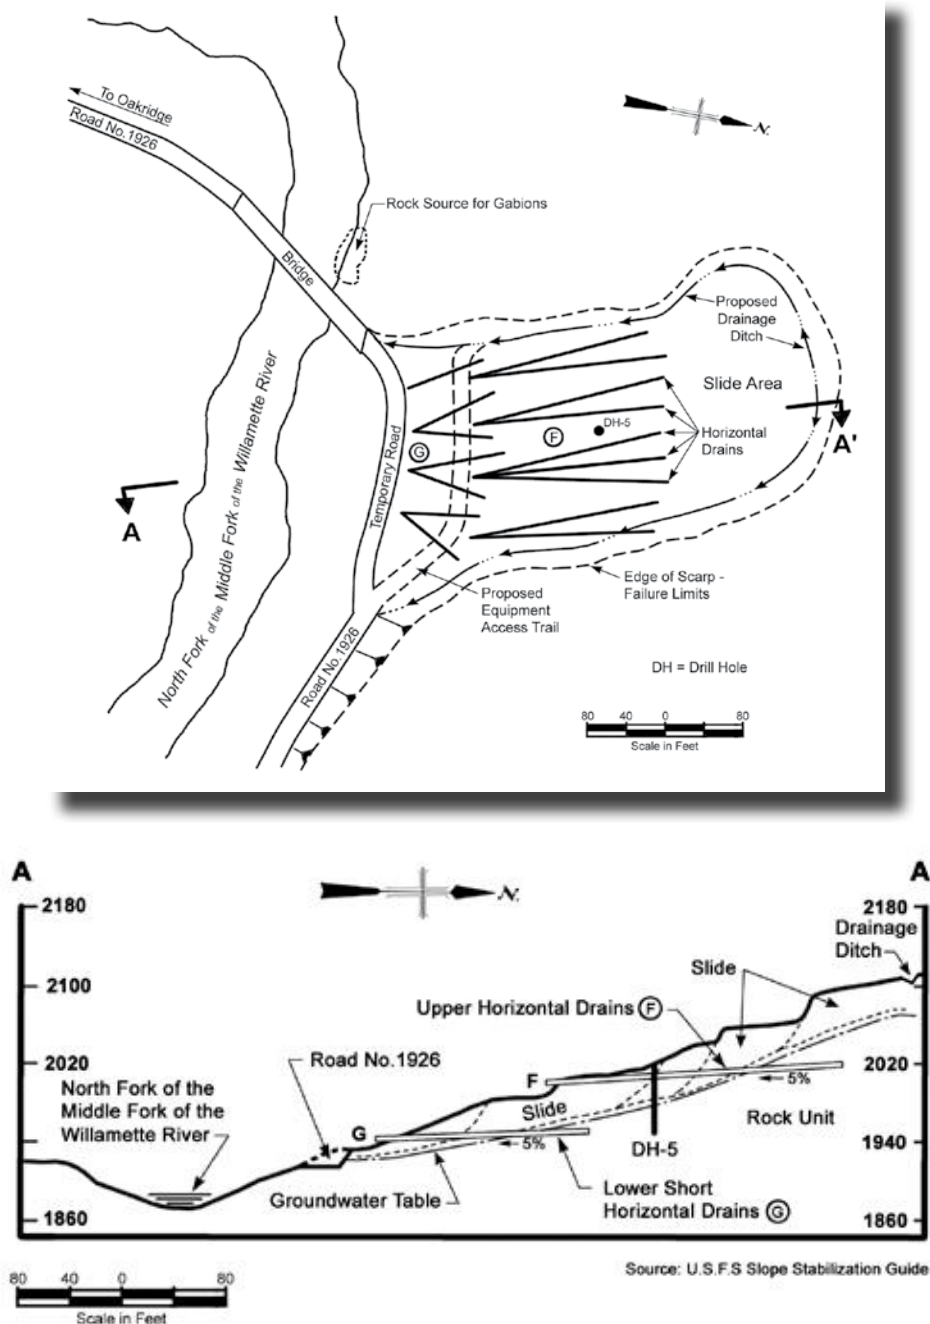 To Oakridge
Road No.1926
N.
Rock Source for Gabions
Bridge
Proposed
Drainage
Ditch
Slide Area
North Fork of the Middle Fork of the Willamette River
Temporary Road
DH-5
F
G
Horizontal
Drains
A'
A
Edge of Scarp -
Failure Limits
Proposed
Equipment
Access Trail
Road No.1926
DH = Drill Hole
80 40 0 80
Scale in Feet
A A
2180 2180
N.
Drainage
Ditch
Slide
2100 2100
Upper Horizontal Drains F
Road No.1926
2020 2020
North Fork of the
Middle Fork of the
Willamette River
F
5%
Slide
Rock Unit
G
5%
1940 1940
DH-5
Groundwater Table
Lower Short
Horizontal Drains G
1860 1860
Source: U.S.F.S Slope Stabilization Guide
80 40 0 80
Scale in Feet